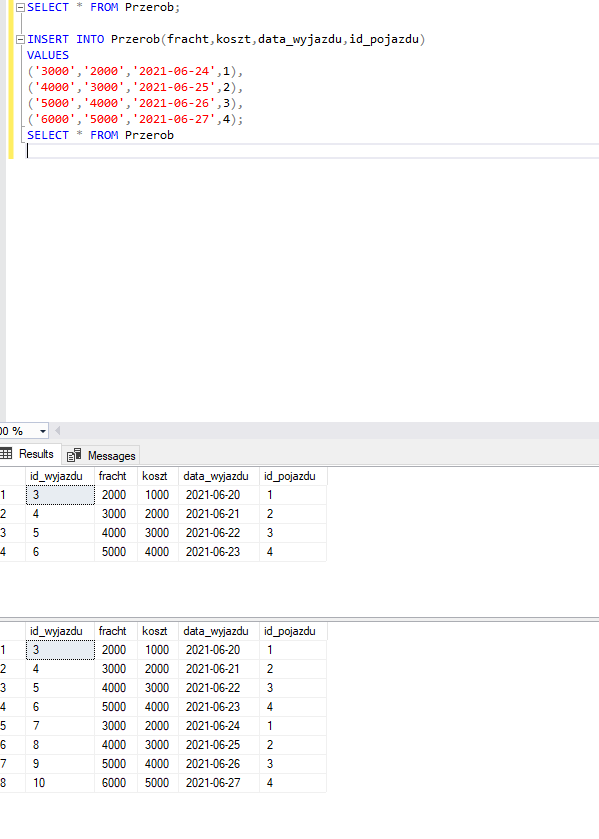 SELECT * FROM Przerob;
INSERT INTO Przerob(fracht,koszt,data_wyjazdu,id_pojazdu)
VALUES
('3000','2000','2021-06-24',1),
('4000','3000','2021-06-25',2),
('5000','4000','2021-06-26',3),
('6000','5000','2021-06-27',4);
SELECT * FROM Przerob
00 %
Results Messages
id_wyjazdu fracht koszt data_wyjazdu id_pojazdu
1 3 2000 1000 2021-06-20 1
2 4 3000 2000 2021-06-21 2
3 5 4000 3000 2021-06-22 3
4 6 5000 4000 2021-06-23 4
id_wyjazdu fracht koszt data_wyjazdu id_pojazdu
1 3 2000 1000 2021-06-20 1
2 4 3000 2000 2021-06-21 2
3 5 4000 3000 2021-06-22 3
4 6 5000 4000 2021-06-23 4
5 7 3000 2000 2021-06-24 1
6 8 4000 3000 2021-06-25 2
7 9 5000 4000 2021-06-26 3
8 10 6000 5000 2021-06-27 4